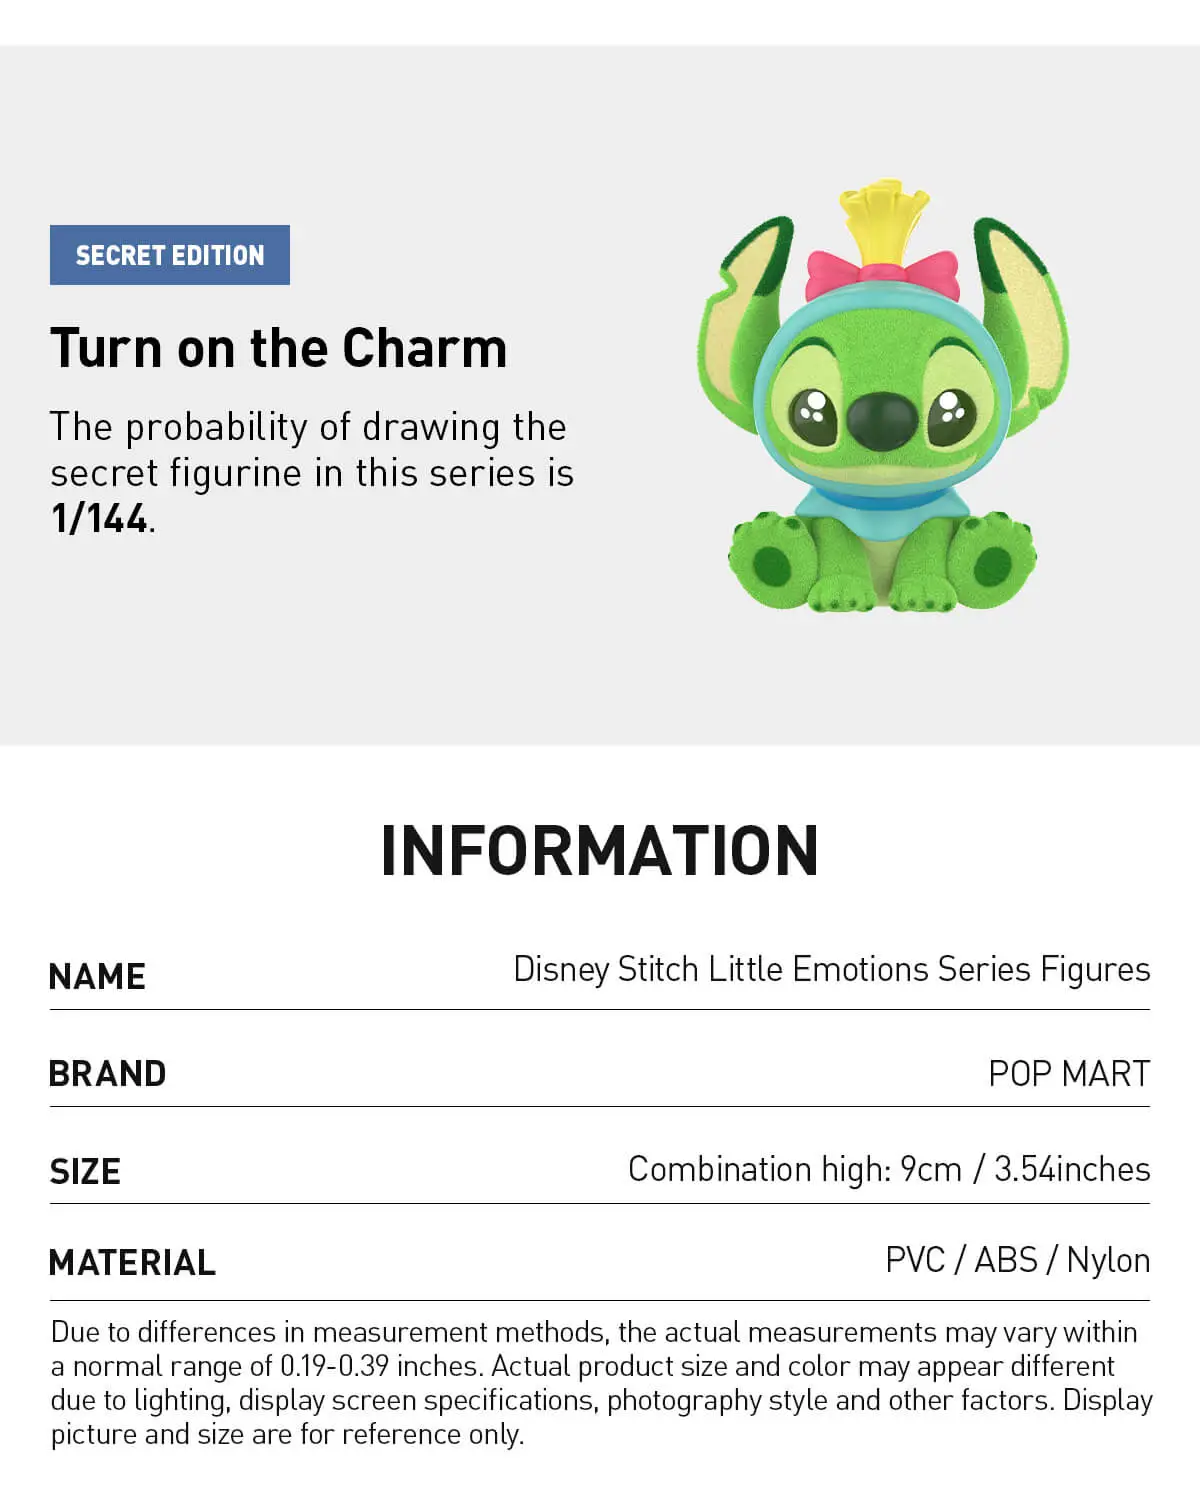 SECRET EDITION
Turn on the Charm
The probability of drawing the
secret figurine in this series is
1/144.
INFORMATION
NAME Disney Stitch Little Emotions Series Figures
BRAND POP MART
SIZE Combination high: 9cm / 3.54inches
MATERIAL PVC / ABS / Nylon
Due to differences in measurement methods, the actual measurements may vary within
a normal range of 0.19-0.39 inches. Actual product size and color may appear different
due to lighting, display screen specifications, photography style and other factors. Display
picture and size are for reference only.